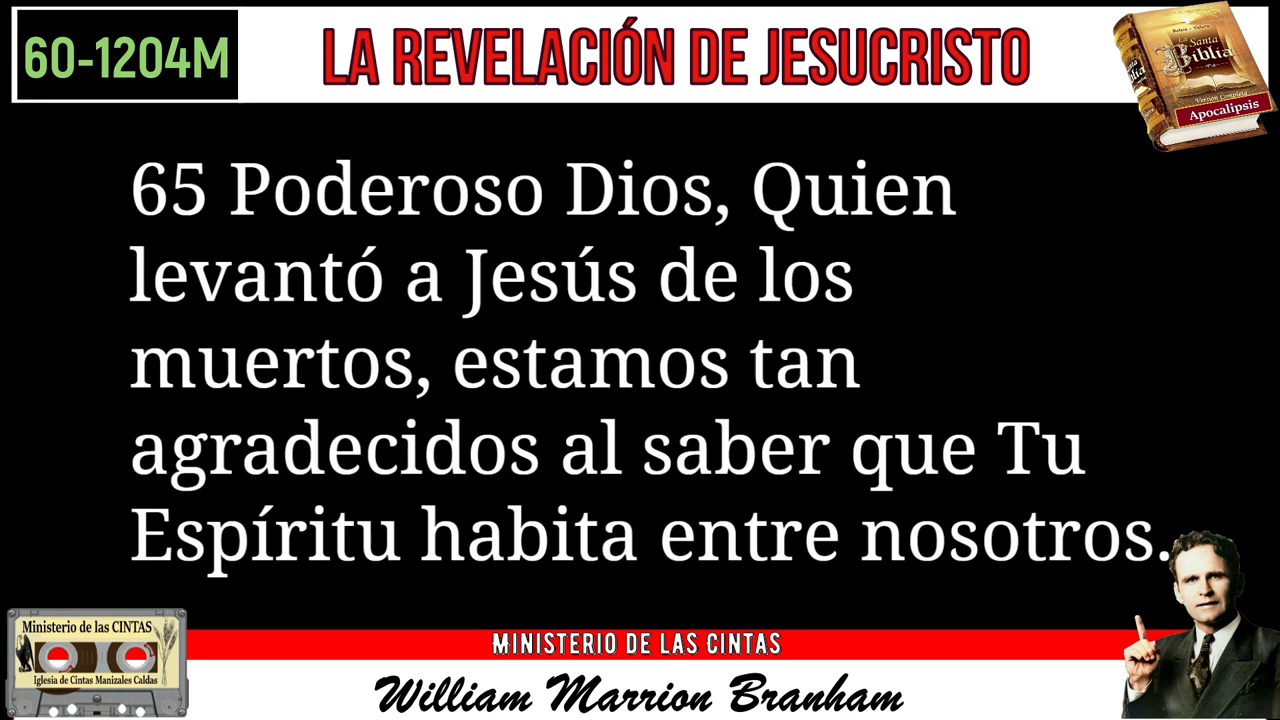 60-1204M
LA REVELACIÓN DE JESUCRISTO
La Santa
Biblia
Apocalipsis
65 Poderoso Dios, Quien
levantó a Jesús de los
muertos, estamos tan
agradecidos al saber que Tu
Espíritu habita entre nosotros.
Ministerio de las CINTAS
Iglesia de Cintas Manizales Caldas
MINISTERIO DE LAS CINTAS
William Marrion Branham